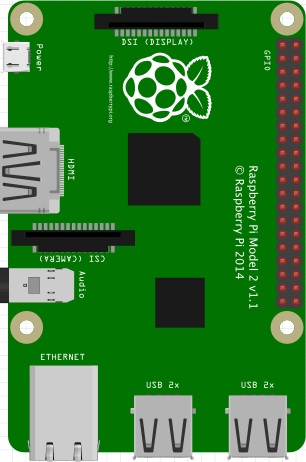 DSI (DISPLAY)
Power
GPIO
http://www.raspberrypi.org
®
HDMI
Raspberry Pi Model 2 v1.1
© Raspberry Pi 2014
CSI (CAMERA)
Audio
ETHERNET
USB 2x
USB 2x